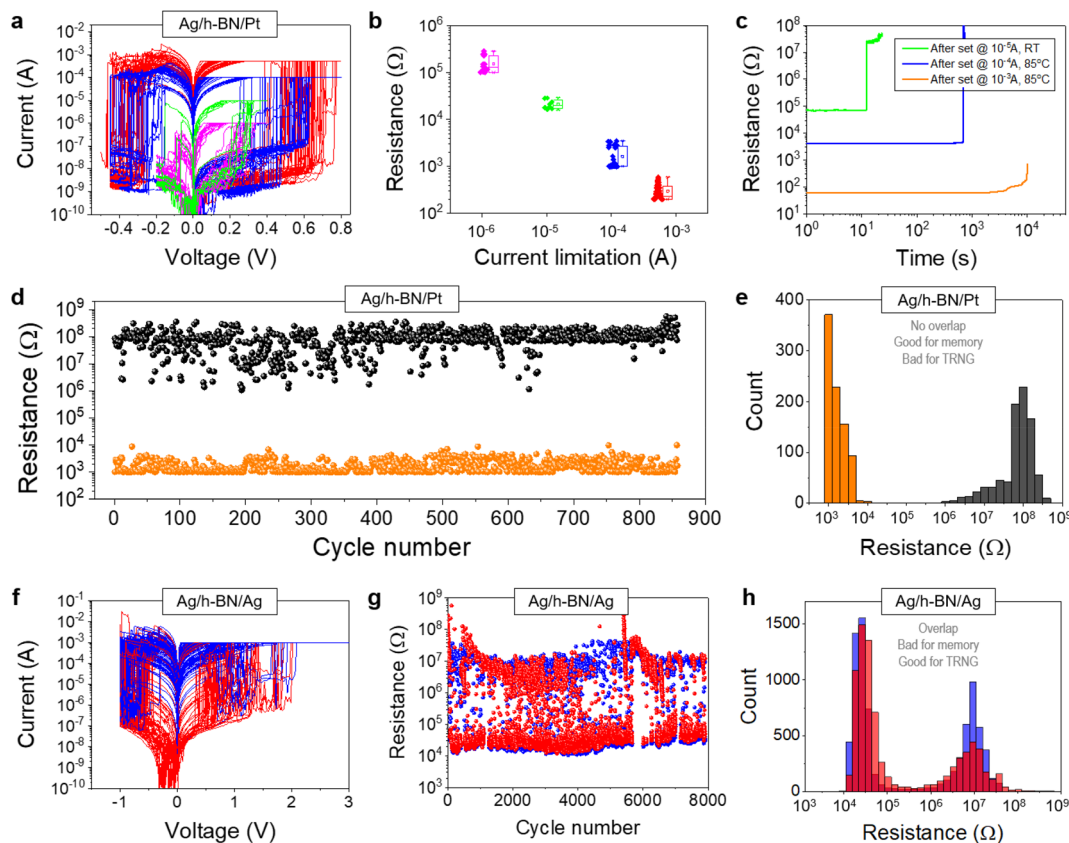 a
Ag/h-BN/Pt
Current (A)
10⁻² 10⁻³ 10⁻⁴ 10⁻⁵ 10⁻⁶ 10⁻⁷ 10⁻⁸ 10⁻⁹ 10⁻¹⁰
-0.4 -0.2 0.0 0.2 0.4 0.6 0.8
Voltage (V)
b
Resistance (Ω)
10⁶ 10⁵ 10⁴ 10³ 10²
10⁻⁶ 10⁻⁵ 10⁻⁴ 10⁻³
Current limitation (A)
c
Resistance (Ω)
10⁸ 10⁷ 10⁶ 10⁵ 10⁴ 10³ 10² 10¹
After set @ 10⁻⁵A, RT
After set @ 10⁻⁴A, 85°C
After set @ 10⁻³A, 85°C
10⁰ 10¹ 10² 10³ 10⁴
Time (s)
d
Ag/h-BN/Pt
Resistance (Ω)
10⁹ 10⁸ 10⁷ 10⁶ 10⁵ 10⁴ 10³ 10²
0 100 200 300 400 500 600 700 800 900
Cycle number
e
Ag/h-BN/Pt
No overlap
Good for memory
Bad for TRNG
Count
400 300 200 100 0
10³ 10⁴ 10⁵ 10⁶ 10⁷ 10⁸ 10⁹
Resistance (Ω)
f
Ag/h-BN/Ag
Current (A)
10⁻¹ 10⁻² 10⁻³ 10⁻⁴ 10⁻⁵ 10⁻⁶ 10⁻⁷ 10⁻⁸ 10⁻⁹ 10⁻¹⁰
-1 0 1 2 3
Voltage (V)
g
Ag/h-BN/Ag
Resistance (Ω)
10⁹ 10⁸ 10⁷ 10⁶ 10⁵ 10⁴ 10³
0 2000 4000 6000 8000
Cycle number
h
Ag/h-BN/Ag
Overlap
Bad for memory
Good for TRNG
Count
1500 1000 500 0
10³ 10⁴ 10⁵ 10⁶ 10⁷ 10⁸ 10⁹
Resistance (Ω)